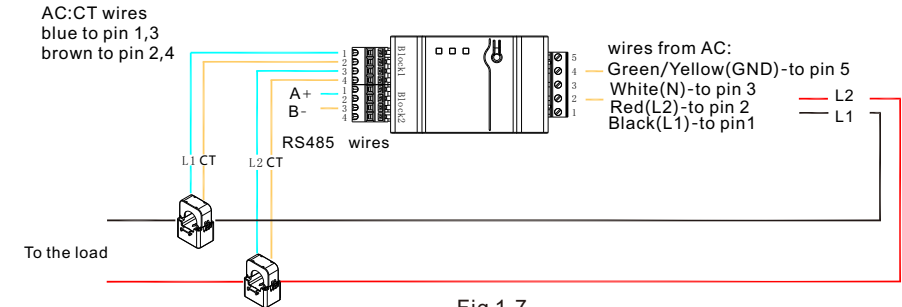 AC:CT wires
blue to pin 1,3
brown to pin 2,4
1
2
3
4
Block1
1
2
3
4
Block2
A+
B-
RS485 wires
5
4
3
2
1
wires from AC:
Green/Yellow(GND)-to pin 5
White(N)-to pin 3
Red(L2)-to pin 2
Black(L1)-to pin1
L2
L1
L1 CT
L2 CT
To the load
Fig 1-7